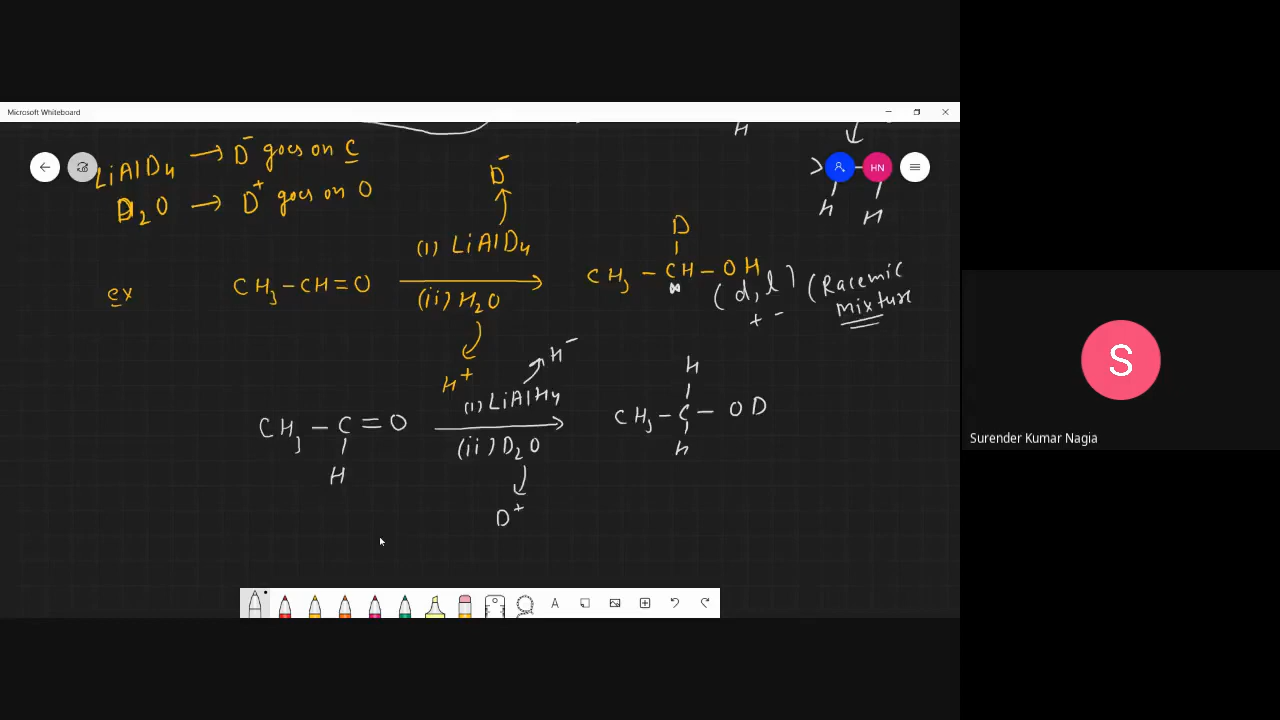 Microsoft Whiteboard
H
LiAlD4 → D⁻ goes on C
D2O → D⁺ goes on O
HN
H H
D⁻
(i) LiAlD4
D
ex CH3-CH=O (ii) H2O CH3-CH-OH
(d, l) (Racemic
+ - mixture
H⁺
H⁻
(i) LiAlH4
H
CH3-C=O (ii) D2O CH3-C-OD
H H
D⁺
S
Surender Kumar Nagia
A